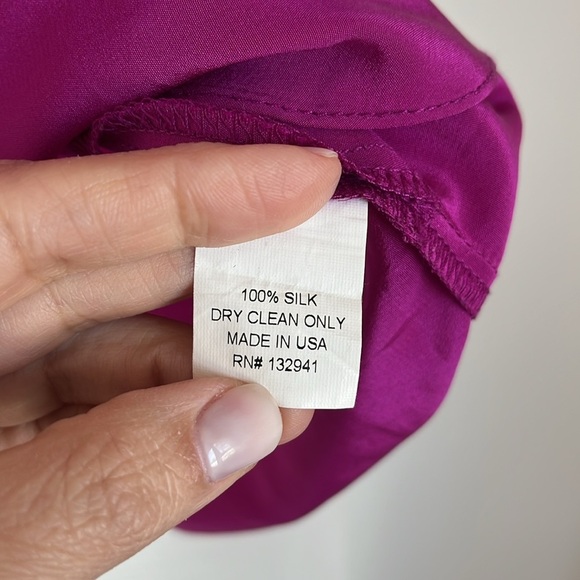 100% SILK
DRY CLEAN ONLY
MADE IN USA
RN# 132941